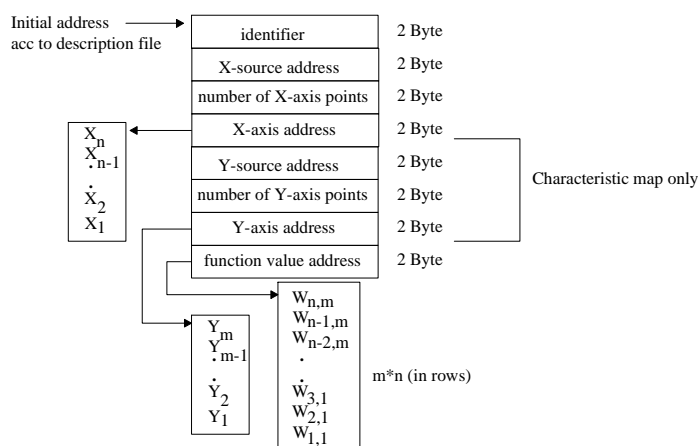 Initial address
acc to description file
identifier 2 Byte
X-source address 2 Byte
number of X-axis points 2 Byte
X-axis address 2 Byte
Y-source address 2 Byte
number of Y-axis points 2 Byte
Y-axis address 2 Byte
function value address 2 Byte
Characteristic map only
Xn
Xn-1
.
.
X2
X1
Ym
Ym-1
.
.
Y2
Y1
Wn,m
Wn-1,m
Wn-2,m
.
.
W3,1
W2,1
W1,1
m*n (in rows)